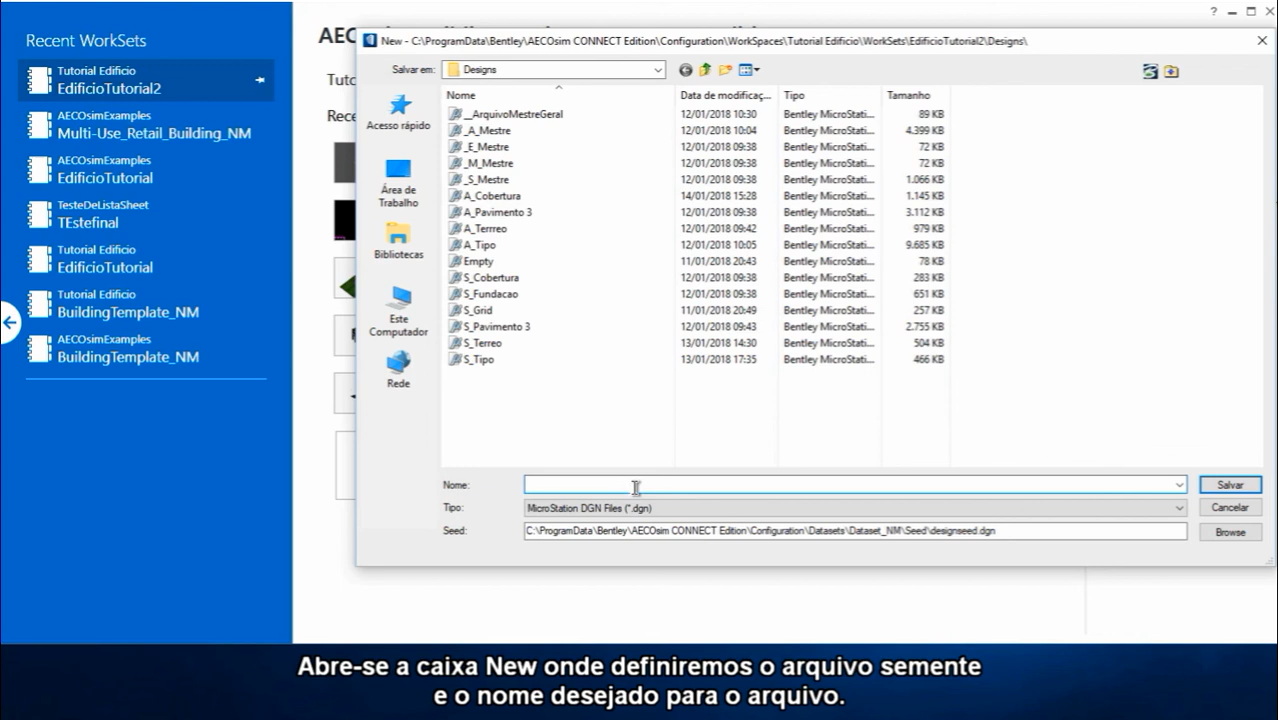 Recent WorkSets
Tutorial Edificio
EdificioTutorial2
AECOsimExamples
Multi-Use_Retail_Building_NM
AECOsimExamples
EdificioTutorial
TesteDeListaSheet
TEstefinal
Tutorial Edificio
EdificioTutorial
Tutorial Edificio
BuildingTemplate_NM
AECOsimExamples
BuildingTemplate_NM
New - C:\ProgramData\Bentley\AECOsim CONNECT Edition\Configuration\WorkSpaces\Tutorial Edificio\WorkSets\EdificioTutorial2\Designs\
Salvar em: Designs
Acesso rápido
Área de Trabalho
Bibliotecas
Este Computador
Rede
Nome Data de modificaç... Tipo Tamanho
__ArquivoMestreGeral 12/01/2018 10:30 Bentley MicroStati... 89 KB
_A_Mestre 12/01/2018 10:04 Bentley MicroStati... 4.399 KB
_E_Mestre 12/01/2018 09:38 Bentley MicroStati... 72 KB
_M_Mestre 12/01/2018 09:38 Bentley MicroStati... 72 KB
_S_Mestre 12/01/2018 09:38 Bentley MicroStati... 1.066 KB
A_Cobertura 14/01/2018 15:28 Bentley MicroStati... 1.145 KB
A_Pavimento 3 12/01/2018 09:38 Bentley MicroStati... 3.112 KB
A_Terrreo 12/01/2018 09:42 Bentley MicroStati... 979 KB
A_Tipo 12/01/2018 10:05 Bentley MicroStati... 9.685 KB
Empty 11/01/2018 20:43 Bentley MicroStati... 78 KB
S_Cobertura 12/01/2018 09:38 Bentley MicroStati... 283 KB
S_Fundacao 12/01/2018 09:38 Bentley MicroStati... 651 KB
S_Grid 11/01/2018 20:49 Bentley MicroStati... 257 KB
S_Pavimento 3 12/01/2018 09:43 Bentley MicroStati... 2.755 KB
S_Terreo 13/01/2018 14:30 Bentley MicroStati... 504 KB
S_Tipo 13/01/2018 17:35 Bentley MicroStati... 466 KB
Nome: Salvar
Tipo: MicroStation DGN Files (*.dgn) Cancelar
Seed: C:\ProgramData\Bentley\AECOsim CONNECT Edition\Configuration\Datasets\Dataset_NM\Seed\designseed.dgn Browse
Abre-se a caixa New onde definiremos o arquivo semente
e o nome desejado para o arquivo.